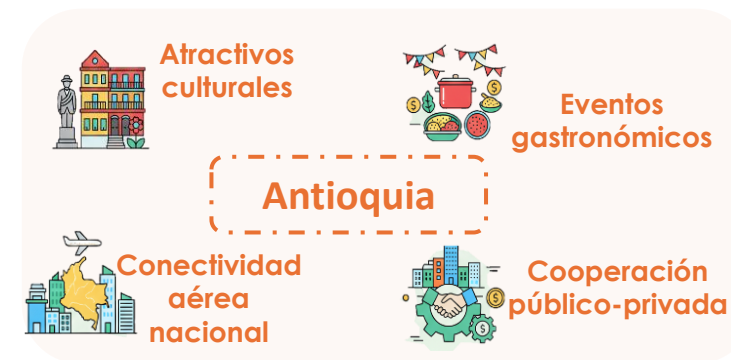 Atractivos
culturales
Eventos
gastronómicos
Antioquia
Conectividad
aérea
nacional
Cooperación
público-privada